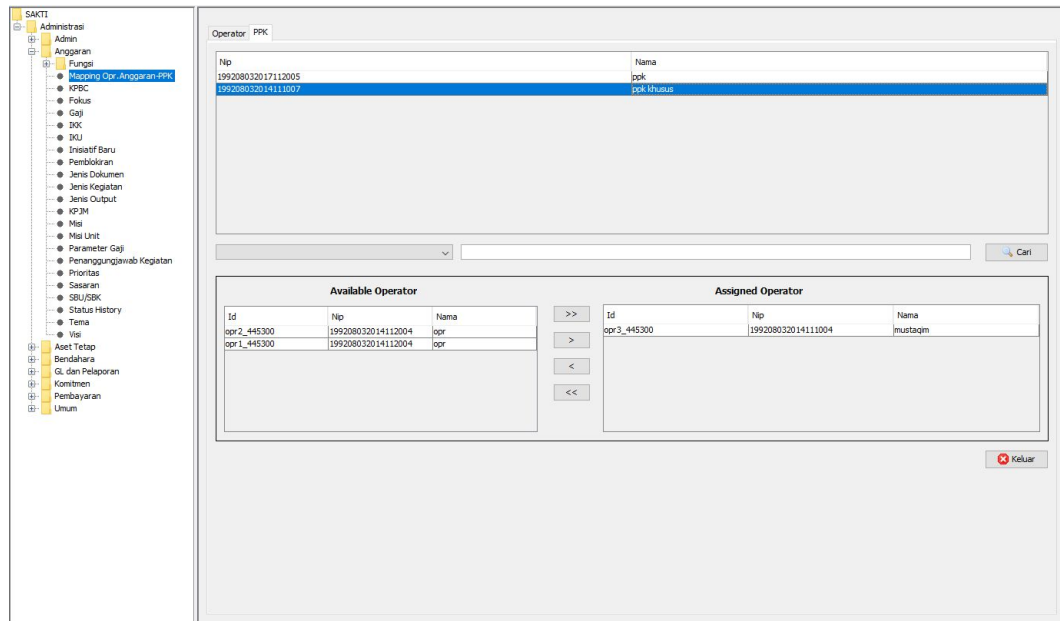 SAKTI
Administrasi
Admin
Anggaran
Fungsi
Mapping Opr.Anggaran-PPK
KPBC
Fokus
Gaji
IKK
IKU
Inisiatif Baru
Pemblokiran
Jenis Dokumen
Jenis Kegiatan
Jenis Output
KPJM
Misi
Misi Unit
Parameter Gaji
Penanggungjawab Kegiatan
Prioritas
Sasaran
SBU/SBK
Status History
Tema
Visi
Aset Tetap
Bendahara
GL dan Pelaporan
Komitmen
Pembayaran
Umum
Operator PPK
Nip Nama
199208032017112005 ppk
199208032014111007 ppk khusus
Cari
Available Operator
Id Nip Nama
opr2_445300 199208032014112004 opr
opr1_445300 199208032014112004 opr
>>
>
<
<<
Assigned Operator
Id Nip Nama
opr3_445300 199208032014111004 mustaqim
Keluar